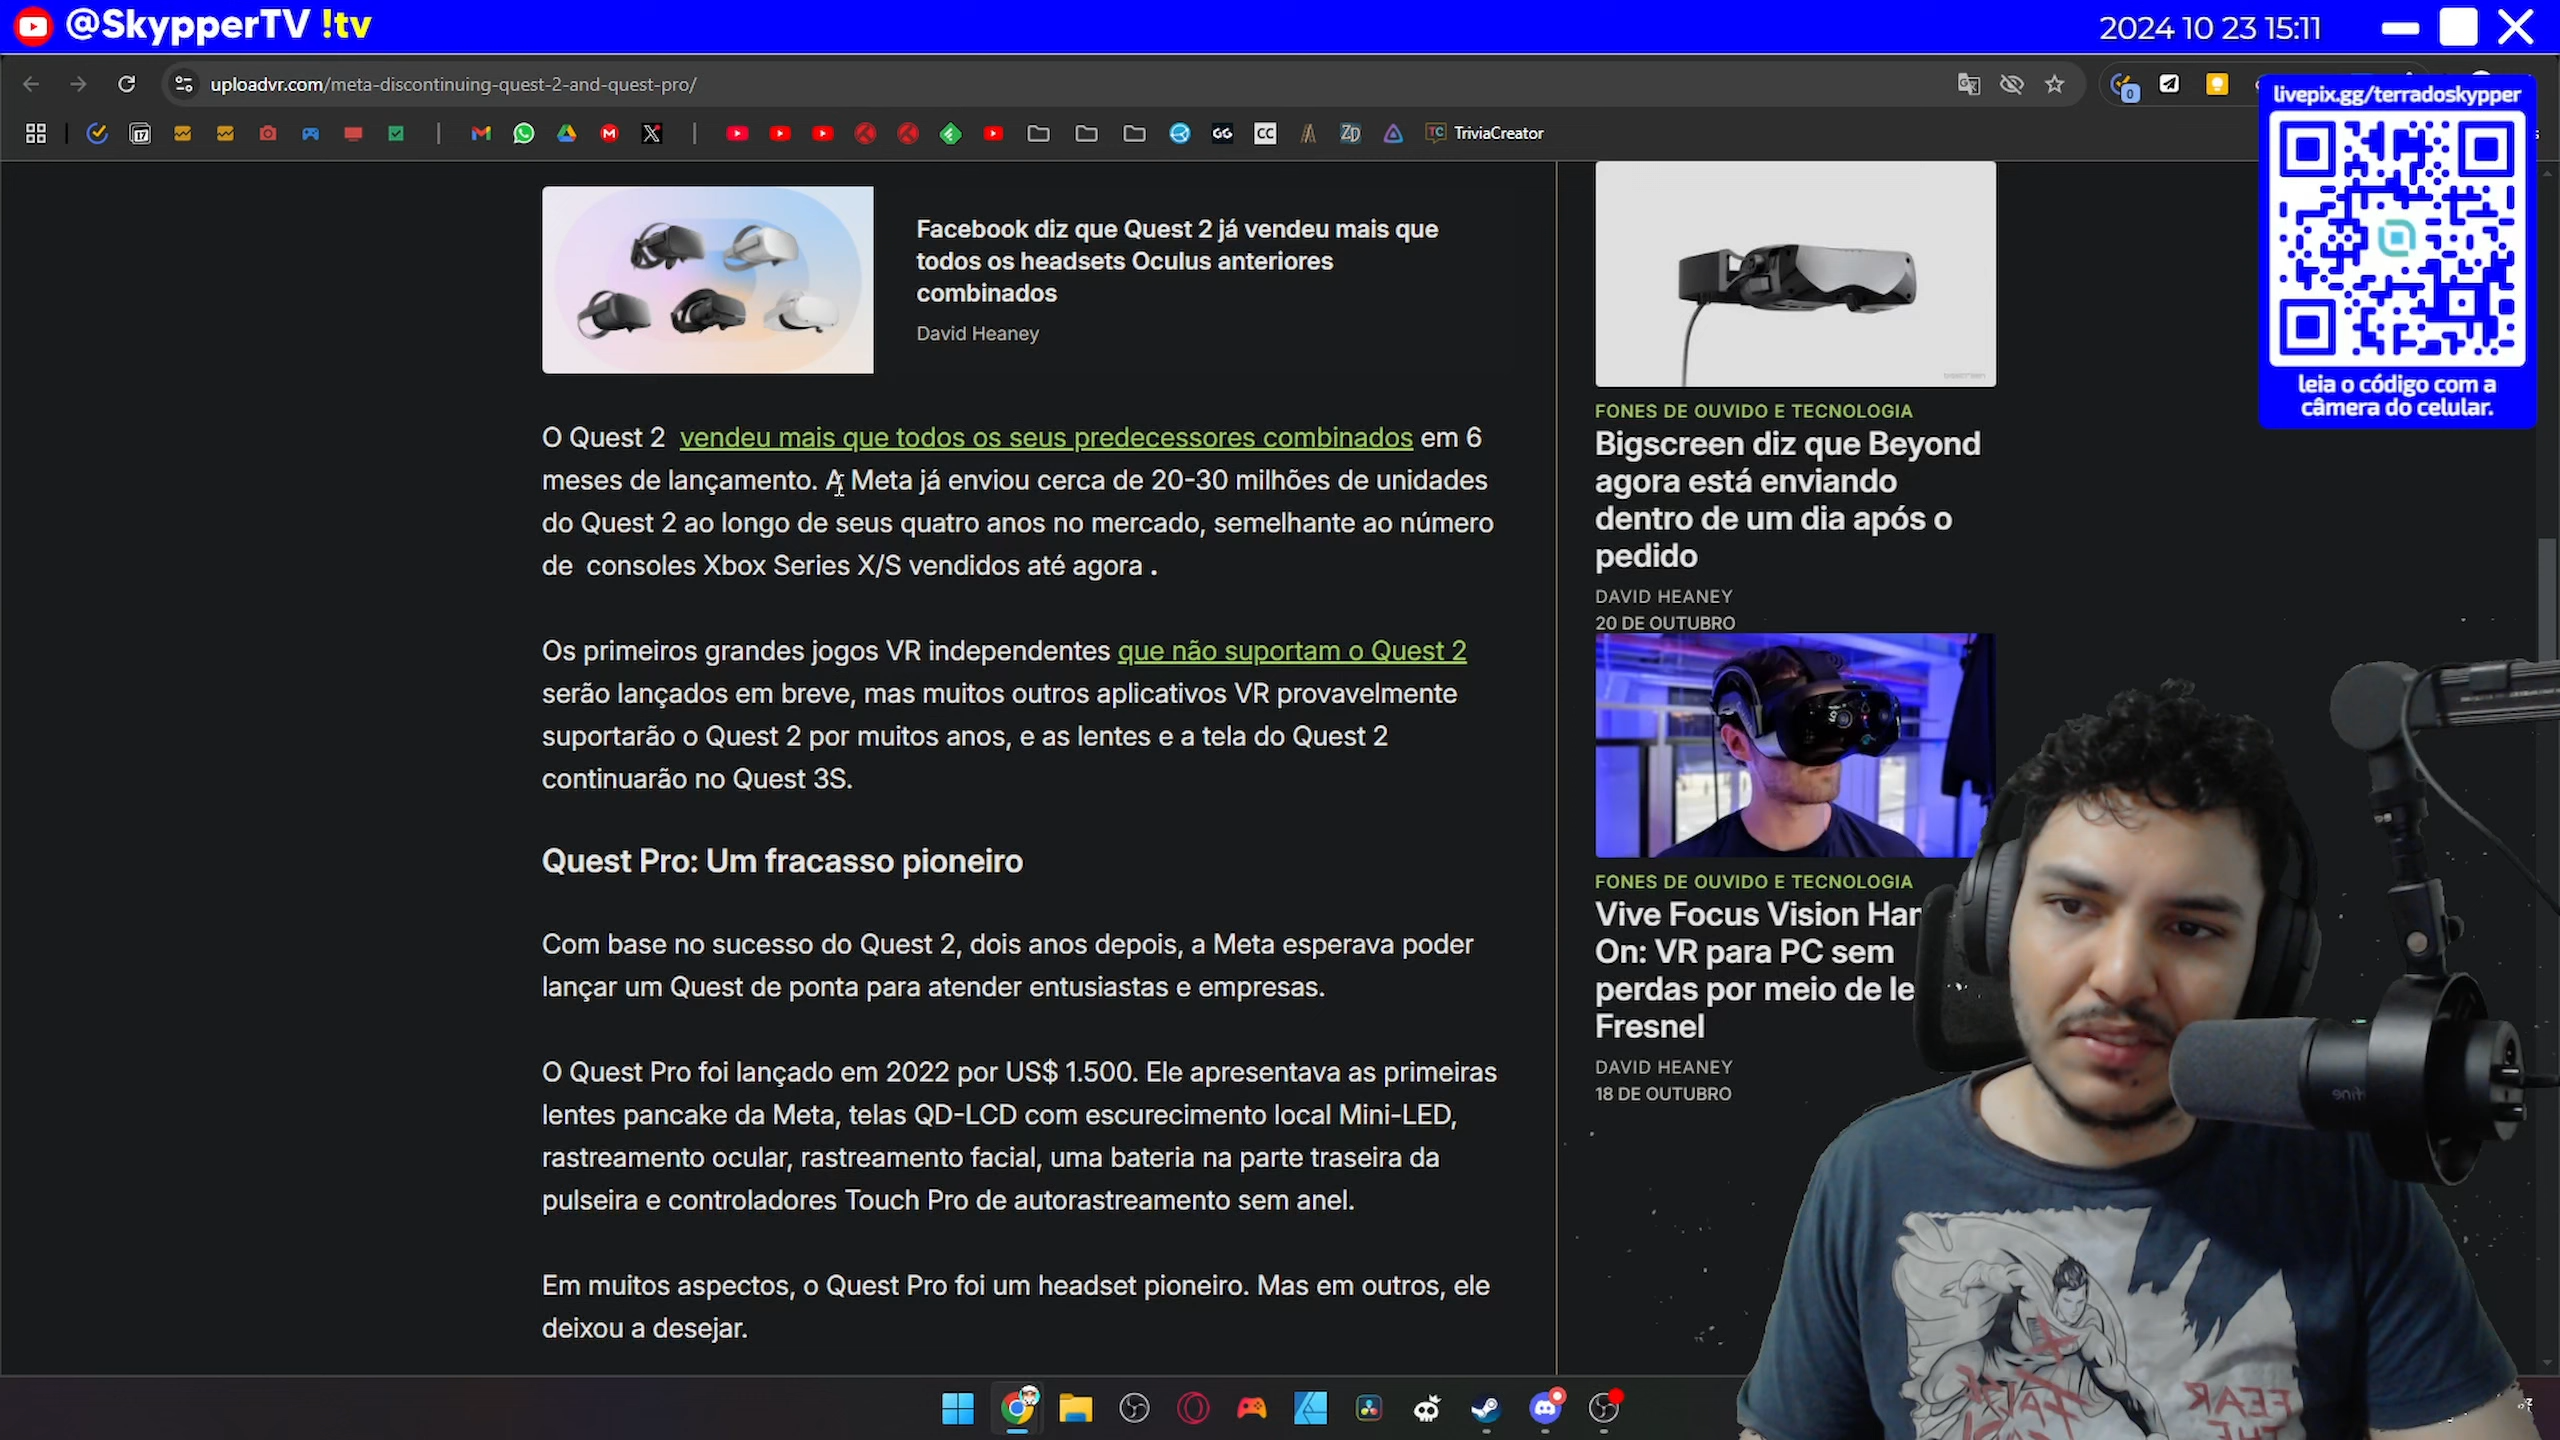 @SkypperTV !tv
2024 10 23 15:11
uploadvr.com/meta-discontinuing-quest-2-and-quest-pro/
TriviaCreator
livepix.gg/terradoskypper
leia o código com a
câmera do celular.
Facebook diz que Quest 2 já vendeu mais que
todos os headsets Oculus anteriores
combinados
David Heaney
O Quest 2 vendeu mais que todos os seus predecessores combinados em 6
meses de lançamento. A Meta já enviou cerca de 20-30 milhões de unidades
do Quest 2 ao longo de seus quatro anos no mercado, semelhante ao número
de consoles Xbox Series X/S vendidos até agora .
Os primeiros grandes jogos VR independentes que não suportam o Quest 2
serão lançados em breve, mas muitos outros aplicativos VR provavelmente
suportarão o Quest 2 por muitos anos, e as lentes e a tela do Quest 2
continuarão no Quest 3S.
Quest Pro: Um fracasso pioneiro
Com base no sucesso do Quest 2, dois anos depois, a Meta esperava poder
lançar um Quest de ponta para atender entusiastas e empresas.
O Quest Pro foi lançado em 2022 por US$ 1.500. Ele apresentava as primeiras
lentes pancake da Meta, telas QD-LCD com escurecimento local Mini-LED,
rastreamento ocular, rastreamento facial, uma bateria na parte traseira da
pulseira e controladores Touch Pro de autorastreamento sem anel.
Em muitos aspectos, o Quest Pro foi um headset pioneiro. Mas em outros, ele
deixou a desejar.
FONES DE OUVIDO E TECNOLOGIA
Bigscreen diz que Beyond
agora está enviando
dentro de um dia após o
pedido
DAVID HEANEY
20 DE OUTUBRO
FONES DE OUVIDO E TECNOLOGIA
Vive Focus Vision Han
On: VR para PC sem
perdas por meio de le
Fresnel
DAVID HEANEY
18 DE OUTUBRO
fifine
FEAR
THE